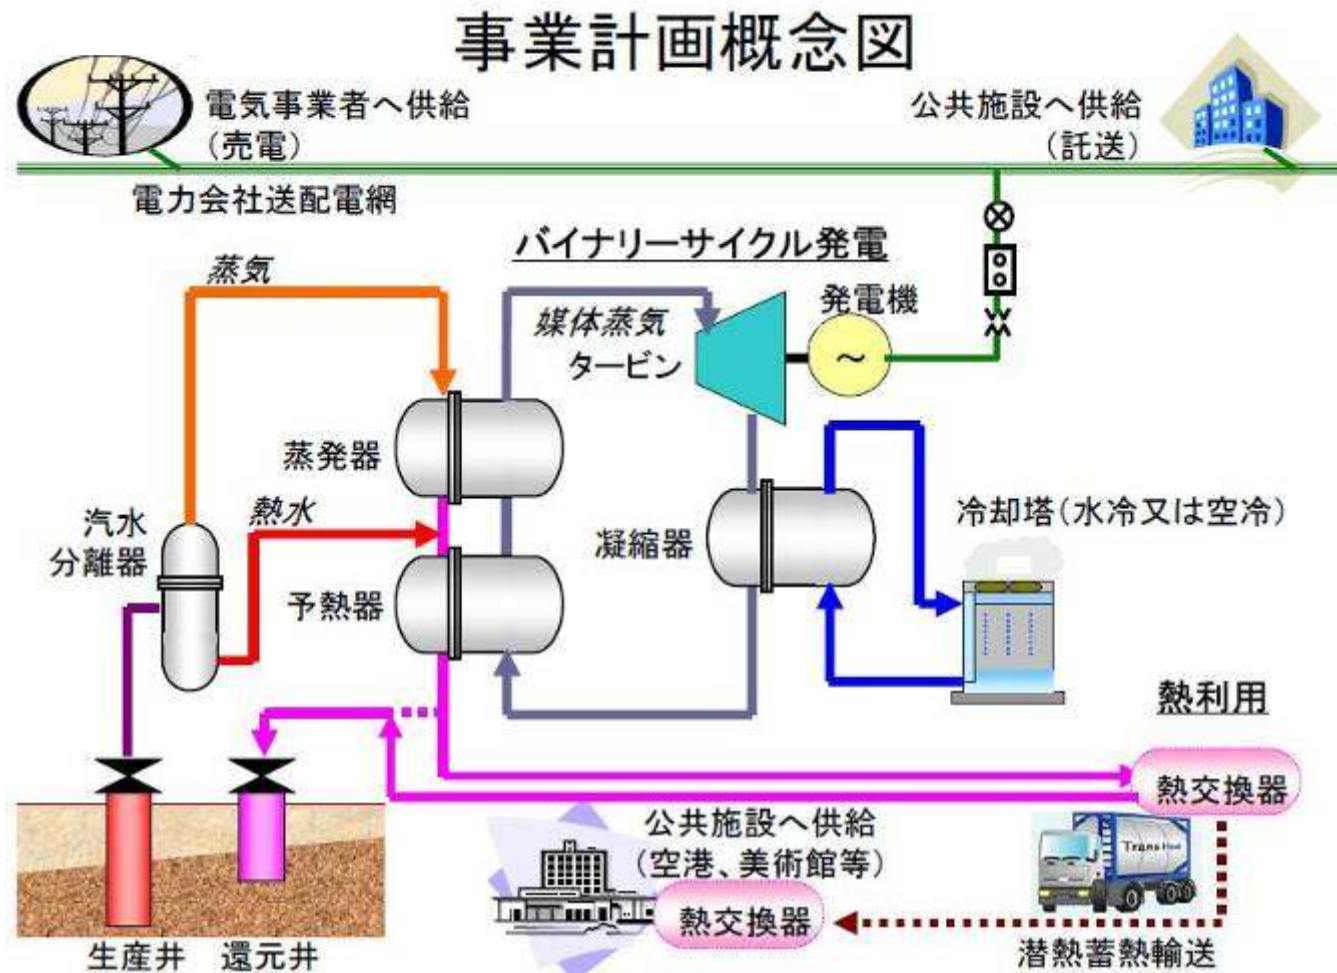 事業計画概念図
電気事業者へ供給
(売電)
公共施設へ供給
(託送)
電力会社送配電網
バイナリーサイクル発電
蒸気
媒体蒸気
タービン
発電機
蒸発器
熱水
汽水
分離器
予熱器
凝縮器
冷却塔(水冷又は空冷)
熱利用
熱交換器
公共施設へ供給
(空港、美術館等)
熱交換器
Trans Heat
潜熱蓄熱輸送
生産井
還元井